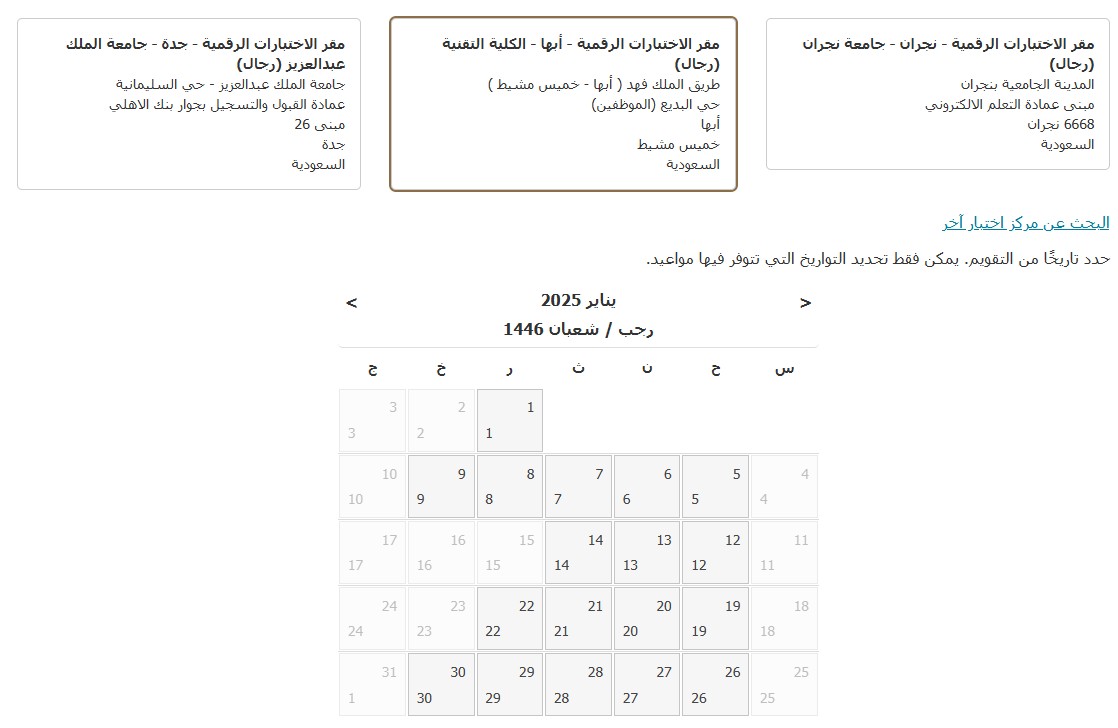 مقر الاختبارات الرقمية - نجران - جامعة نجران
(رجال)
المدينة الجامعية بنجران
مبنى عمادة التعلم الالكتروني
6668 نجران
السعودية
مقر الاختبارات الرقمية - أبها - الكلية التقنية
(رجال)
طريق الملك فهد ( أبها - خميس مشيط )
حي البديع (الموظفين)
أبها
خميس مشيط
السعودية
مقر الاختبارات الرقمية - جدة - جامعة الملك
عبدالعزيز (رجال)
جامعة الملك عبدالعزيز - حي السليمانية
عمادة القبول والتسجيل بجوار بنك الاهلي
مبنى 26
جدة
السعودية
البحث عن مركز اختبار آخر
حدد تاريخًا من التقويم. يمكن فقط تحديد التواريخ التي تتوفر فيها مواعيد.
يناير 2025
رجب / شعبان 1446
س ح ن ث ر خ ج
1 2 3
1 2 3
4 5 6 7 8 9 10
4 5 6 7 8 9 10
11 12 13 14 15 16 17
11 12 13 14 15 16 17
18 19 20 21 22 23 24
18 19 20 21 22 23 24
25 26 27 28 29 30 31
25 26 27 28 29 30 1